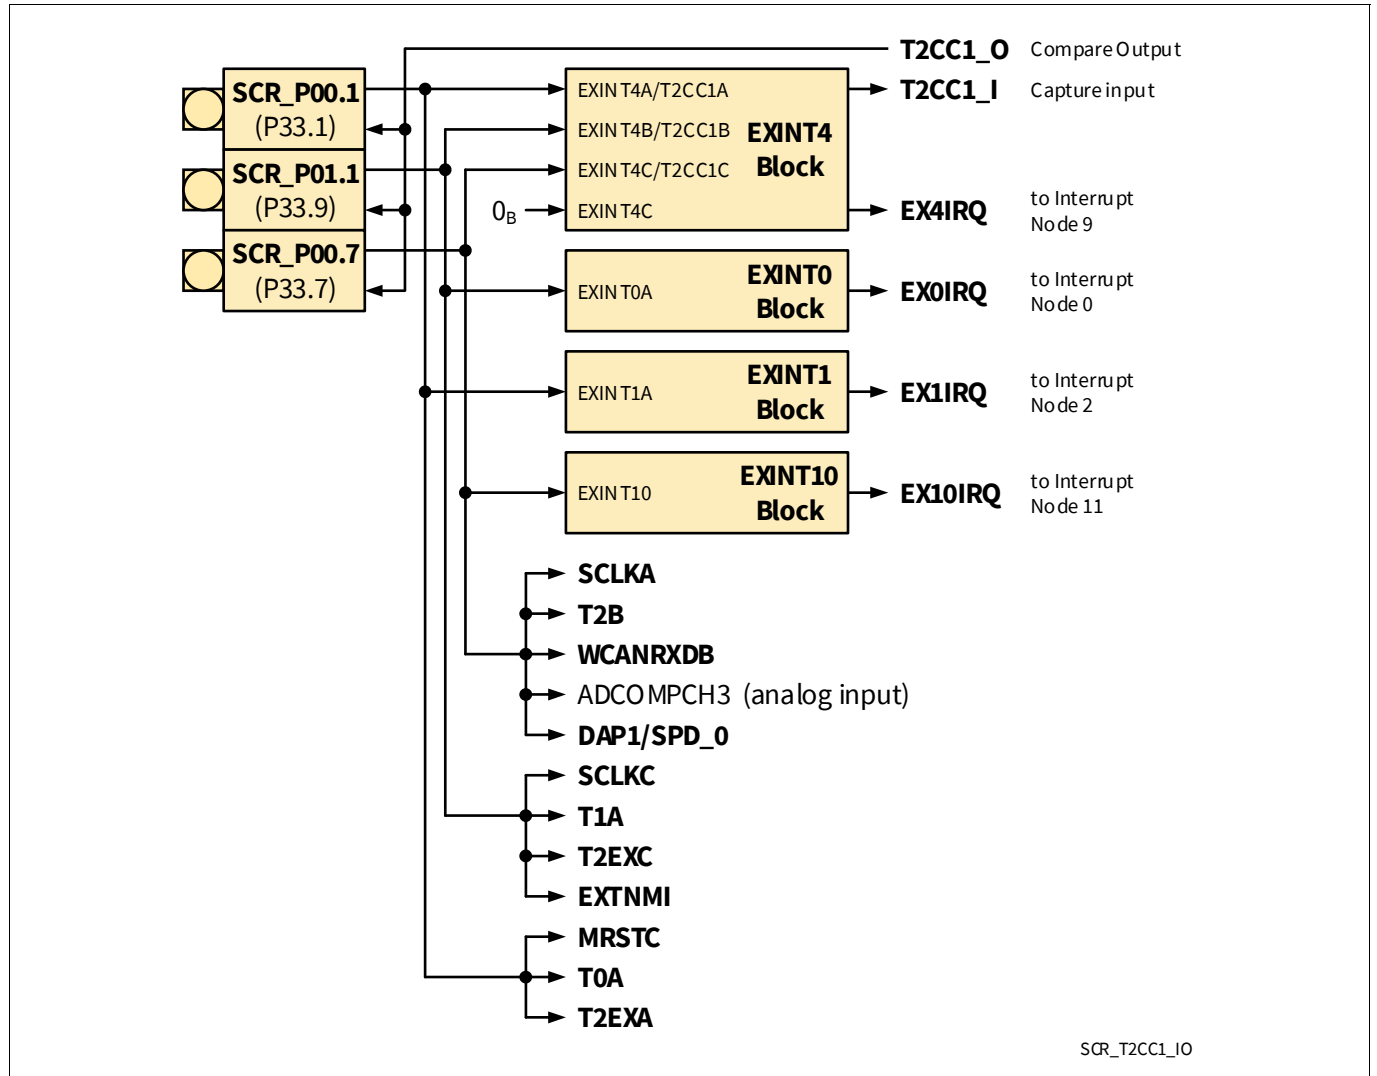 T2CC1_O Compare Output
SCR_P00.1
(P33.1)
EXINT4A/T2CC1A
T2CC1_I Capture input
EXINT4B/T2CC1B
EXINT4
Block
SCR_P01.1
(P33.9)
EXINT4C/T2CC1C
0B
EXINT4C
EX4IRQ
to Interrupt
Node 9
SCR_P00.7
(P33.7)
EXINT0A
EXINT0
Block
EX0IRQ
to Interrupt
Node 0
EXINT1A
EXINT1
Block
EX1IRQ
to Interrupt
Node 2
EXINT10
EXINT10
Block
EX10IRQ
to Interrupt
Node 11
SCLKA
T2B
WCANRXDB
ADCOMPCH3 (analog input)
DAP1/SPD_0
SCLKC
T1A
T2EXC
EXTNMI
MRSTC
T0A
T2EXA
SCR_T2CC1_IO